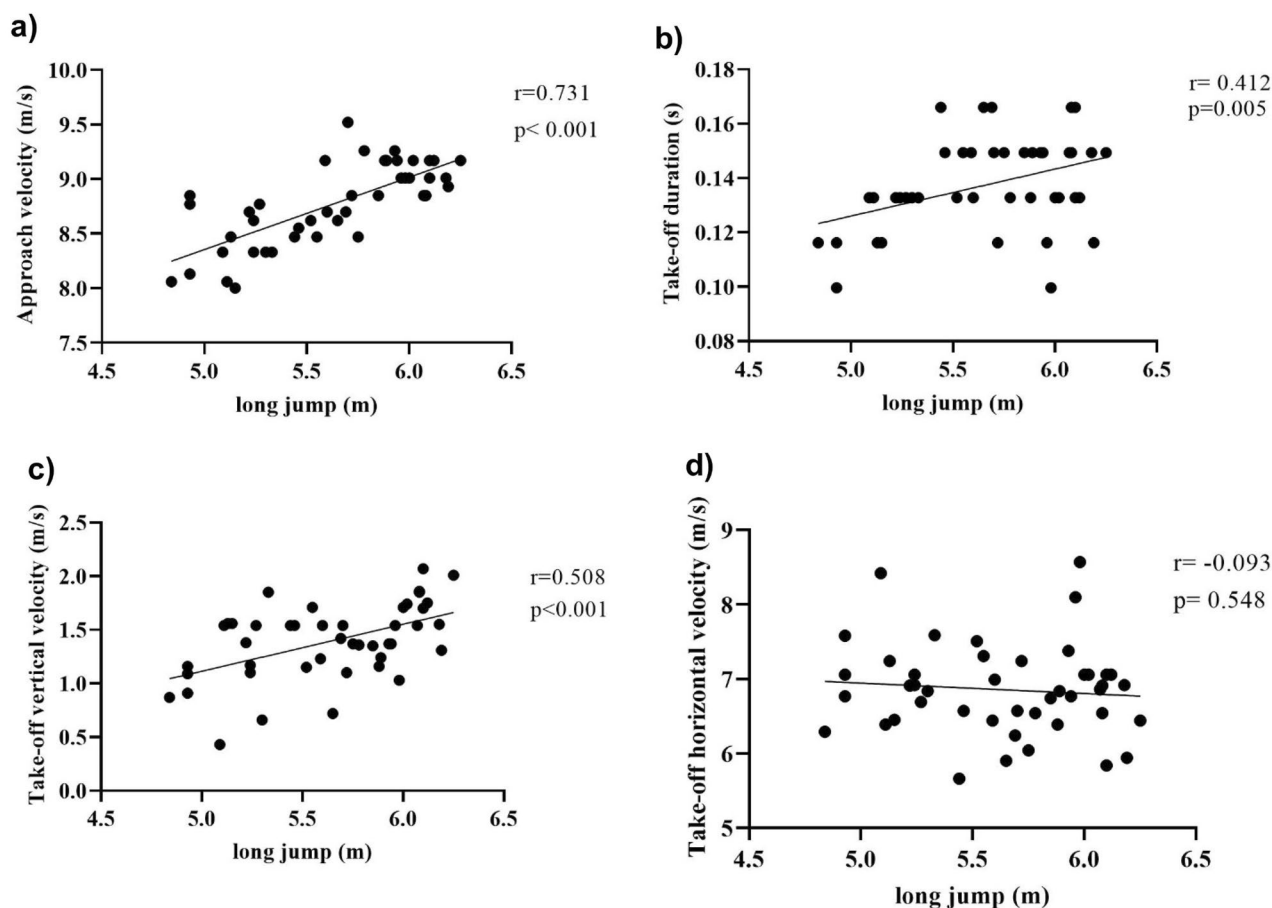 a)
Approach velocity (m/s)
10.0
9.5
9.0
8.5
8.0
7.5
4.5 5.0 5.5 6.0 6.5
long jump (m)
r=0.731
p< 0.001
b)
Take-off duration (s)
0.18
0.16
0.14
0.12
0.10
0.08
4.5 5.0 5.5 6.0 6.5
long jump (m)
r= 0.412
p=0.005
c)
Take-off vertical velocity (m/s)
2.5
2.0
1.5
1.0
0.5
0.0
4.5 5.0 5.5 6.0 6.5
long jump (m)
r=0.508
p<0.001
d)
Take-off horizontal velocity (m/s)
9
8
7
6
5
4.5 5.0 5.5 6.0 6.5
long jump (m)
r= -0.093
p= 0.548